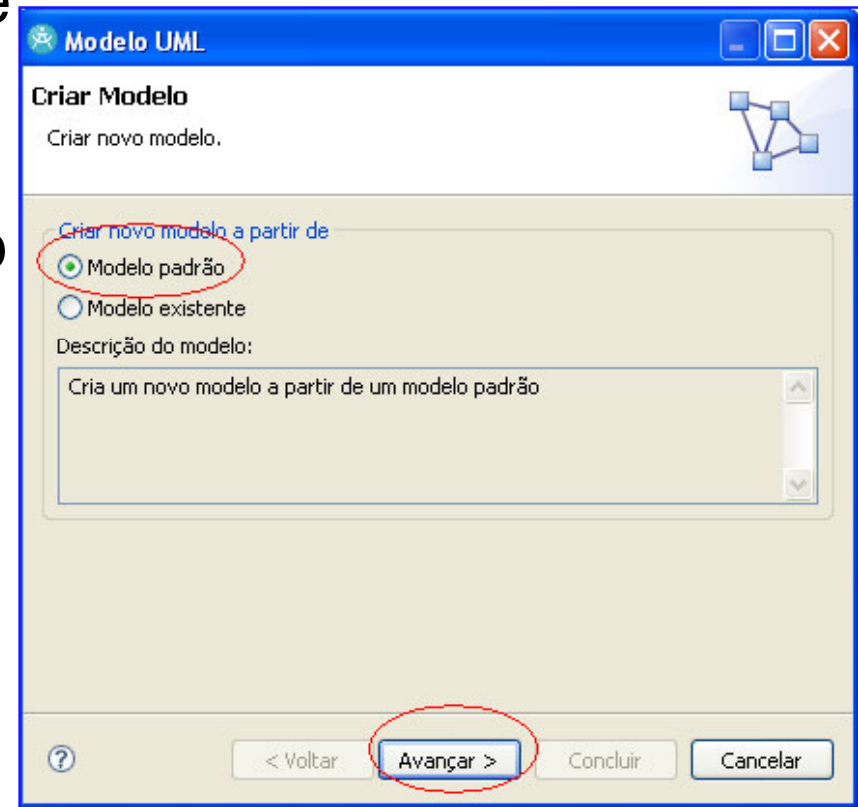 e
Modelo UML
Criar Modelo
Criar novo modelo.
Criar novo modelo a partir de
o
Modelo padrão
Modelo existente
Descrição do modelo:
Cria um novo modelo a partir de um modelo padrão
? < Voltar Avançar > Concluir Cancelar